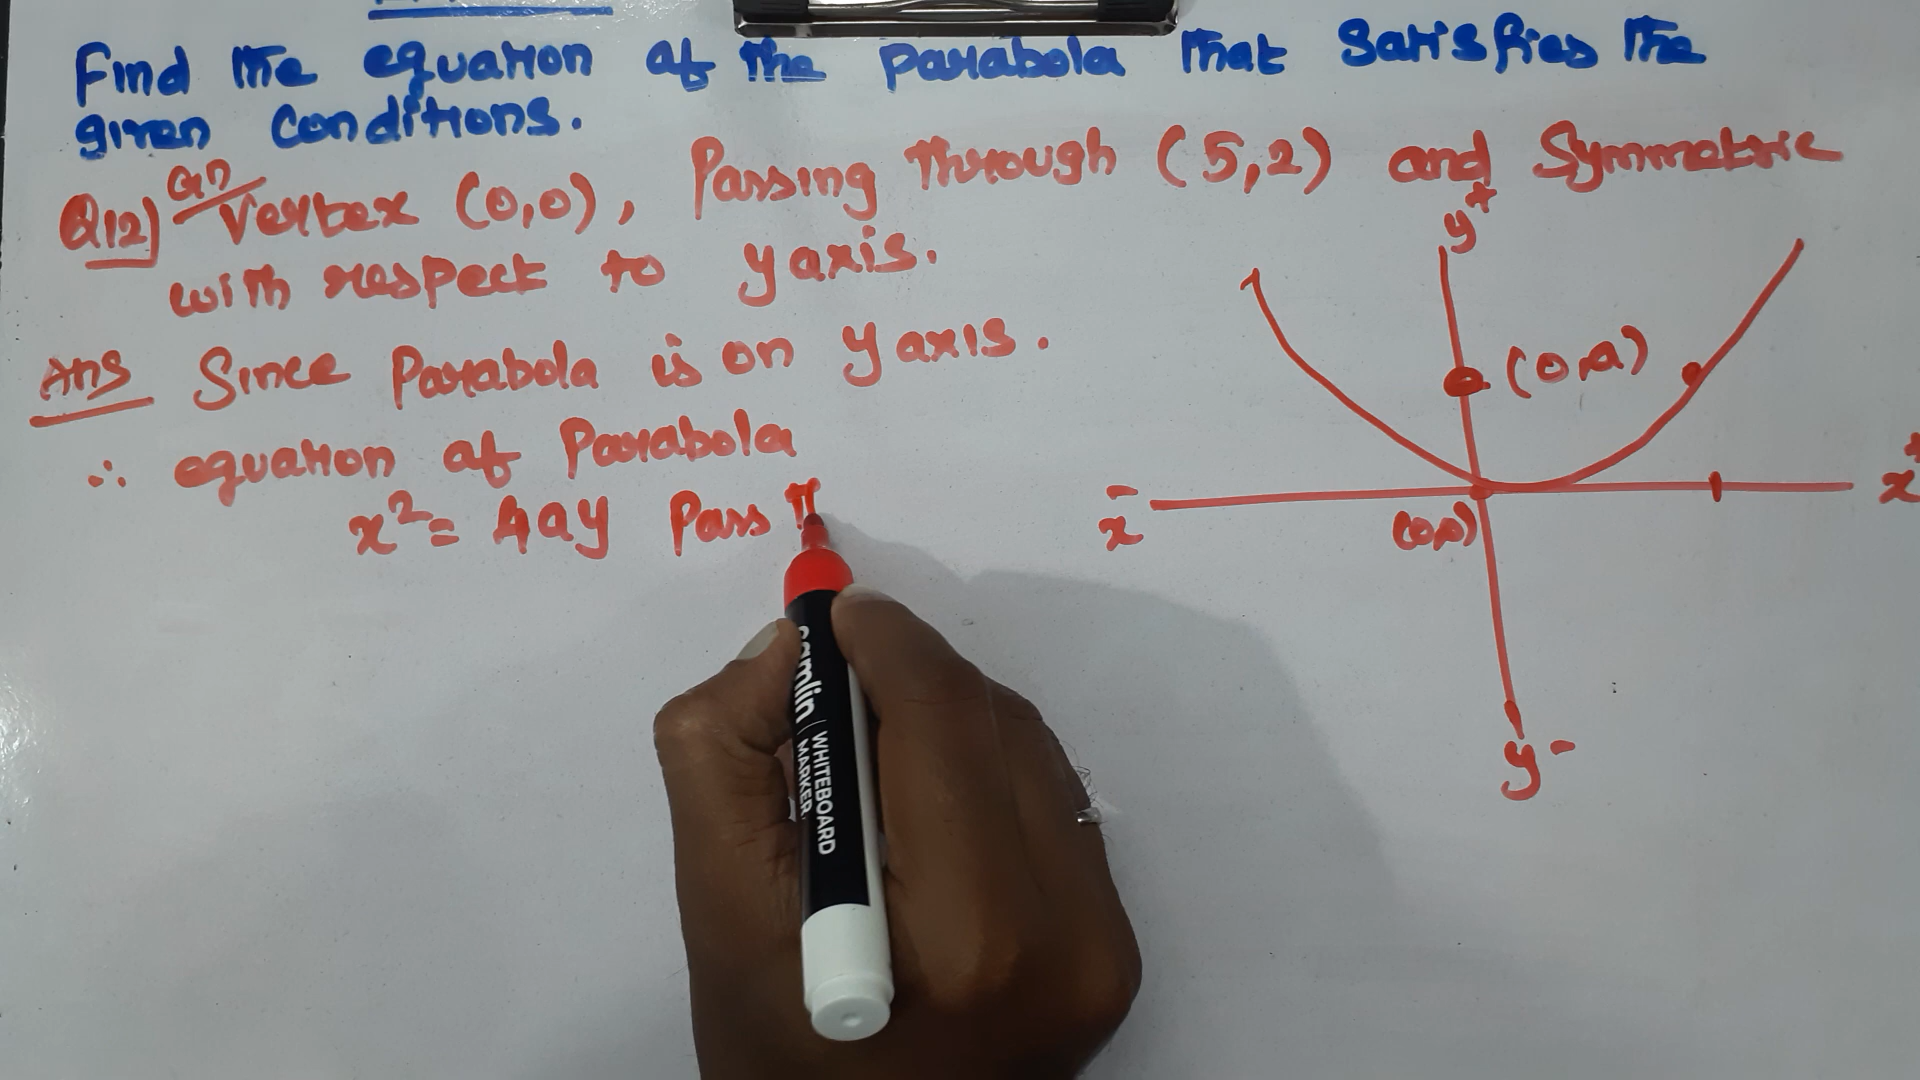 Find the equation of the parabola that satisfies the
given conditions.
Q12) Vertex (0,0), Passing through (5,2) and Symmetric
with respect to y axis.
Ans Since Parabola is on y axis.
∴ equation of Parabola
x² = 4ay Pass
y+
(0,a)
x+
x-
(0,0)
y-
camlin WHITEBOARD MARKER